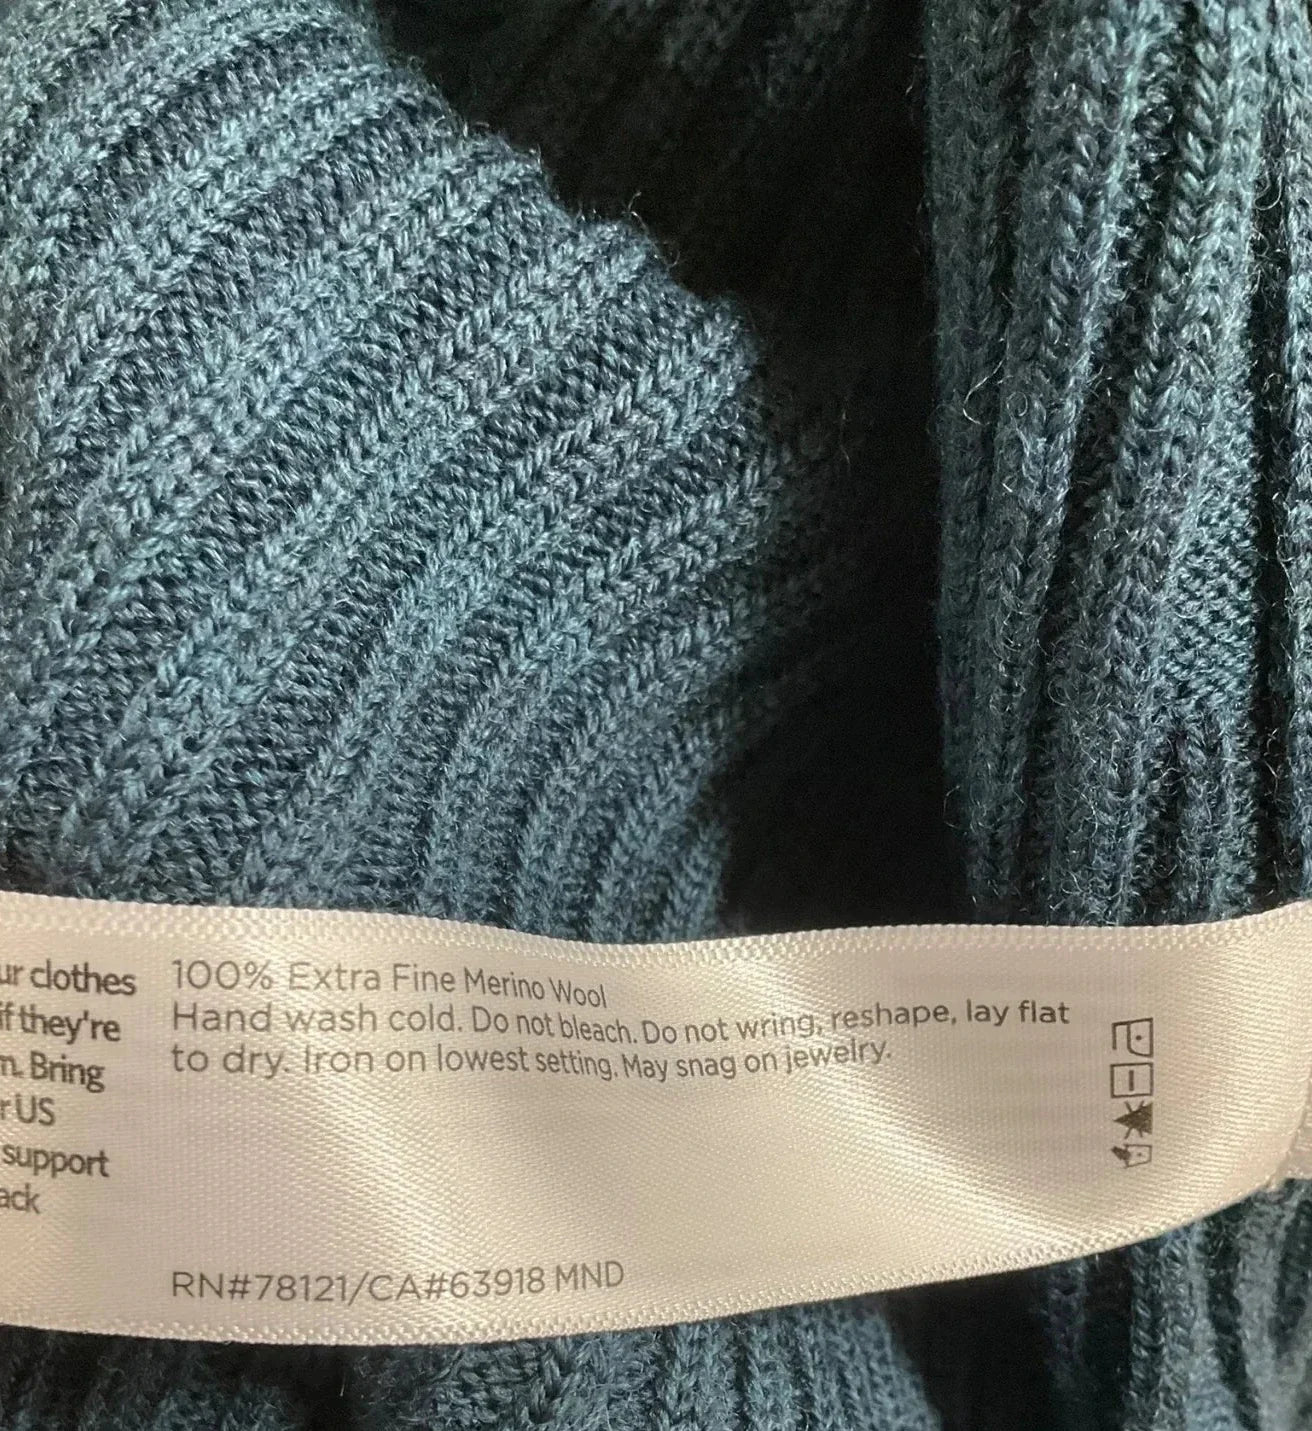 ur clothes
if they're
m. Bring
r US
support
ack
100% Extra Fine Merino Wool
Hand wash cold. Do not bleach. Do not wring, reshape, lay flat
to dry. Iron on lowest setting. May snag on jewelry.
RN#78121/CA#63918 MND